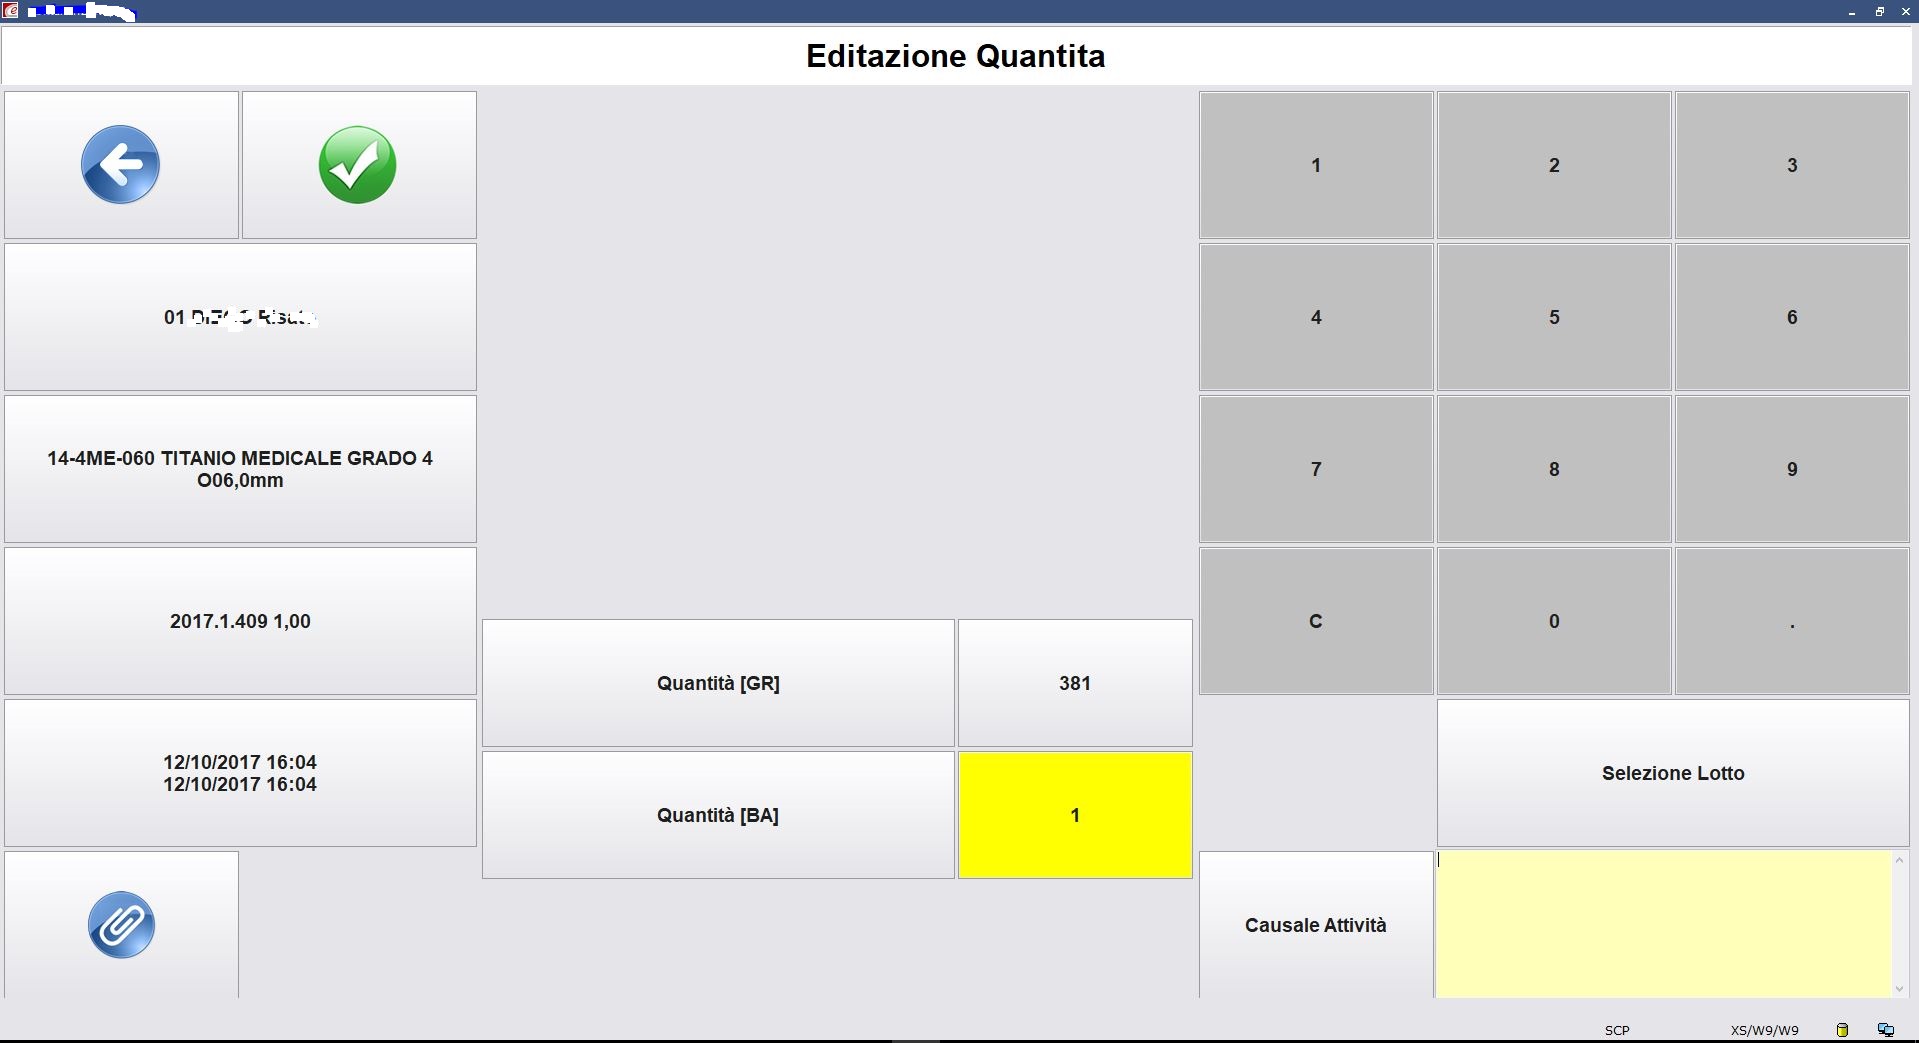 Editazione Quantita
01
14-4ME-060 TITANIO MEDICALE GRADO 4
O06,0mm
2017.1.409 1,00
12/10/2017 16:04
12/10/2017 16:04
Quantità [GR]
381
Quantità [BA]
1
1
2
3
4
5
6
7
8
9
C
0
.
Selezione Lotto
Causale Attività
SCP
XS/W9/W9